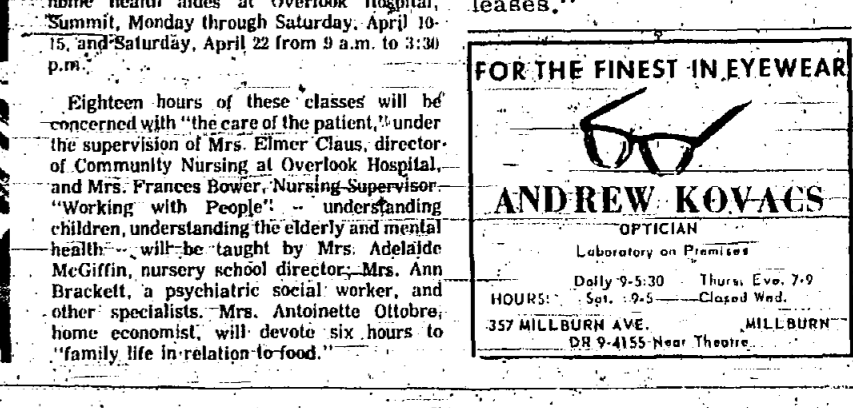 home health aides at Overlook Hospital,
Summit, Monday through Saturday, April 10-
15, and Saturday, April 22 from 9 a.m. to 3:30
p.m.
Eighteen hours of these classes will be
concerned with "the care of the patient," under
the supervision of Mrs. Elmer Claus, director
of Community Nursing at Overlook Hospital,
and Mrs. Frances Bower, Nursing Supervisor.
"Working with People" -- understanding
children, understanding the elderly and mental
health -- will be taught by Mrs. Adelaide
McGiffin, nursery school director; Mrs. Ann
Brackett, a psychiatric social worker, and
other specialists. Mrs. Antoinette Ottobre,
home economist, will devote six hours to
"family life in relation to food."
leases."
FOR THE FINEST IN EYEWEAR
ANDREW KOVACS
OPTICIAN
Laboratory on Premises
HOURS: Daily 9-5:30 Thurs. Eve. 7-9
Sat. 9-5 Closed Wed.
357 MILLBURN AVE. MILLBURN
DR 9-4155 Near Theatre